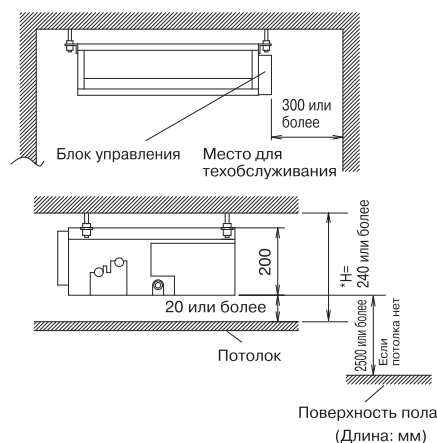 300 или
более
Блок управления
Место для
техобслуживания
200
*H=
240 или более
20 или более
2500 или более
Если
потолка нет
Потолок
Поверхность пола
(Длина: мм)